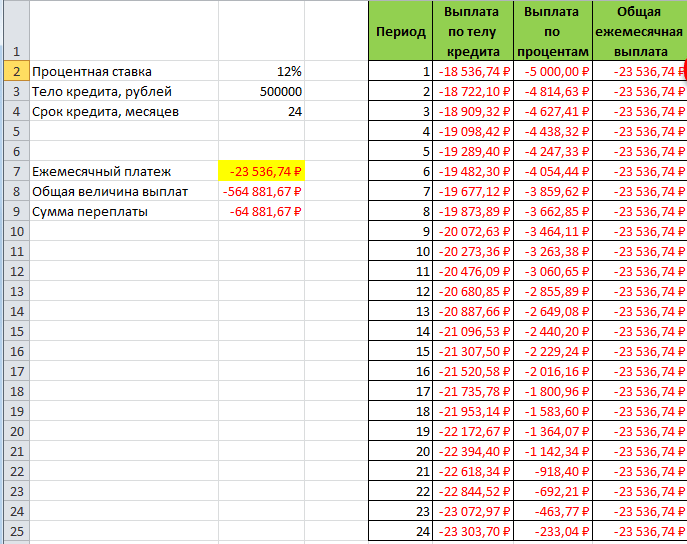 1 Период Выплата по телу кредита Выплата по процентам Общая ежемесячная выплата
2 Процентная ставка 12% 1 -18 536,74 ₽ -5 000,00 ₽ -23 536,74 ₽
3 Тело кредита, рублей 500000 2 -18 722,10 ₽ -4 814,63 ₽ -23 536,74 ₽
4 Срок кредита, месяцев 24 3 -18 909,32 ₽ -4 627,41 ₽ -23 536,74 ₽
5 4 -19 098,42 ₽ -4 438,32 ₽ -23 536,74 ₽
6 5 -19 289,40 ₽ -4 247,33 ₽ -23 536,74 ₽
7 Ежемесячный платеж -23 536,74 ₽ 6 -19 482,30 ₽ -4 054,44 ₽ -23 536,74 ₽
8 Общая величина выплат -564 881,67 ₽ 7 -19 677,12 ₽ -3 859,62 ₽ -23 536,74 ₽
9 Сумма переплаты -64 881,67 ₽ 8 -19 873,89 ₽ -3 662,85 ₽ -23 536,74 ₽
10 9 -20 072,63 ₽ -3 464,11 ₽ -23 536,74 ₽
11 10 -20 273,36 ₽ -3 263,38 ₽ -23 536,74 ₽
12 11 -20 476,09 ₽ -3 060,65 ₽ -23 536,74 ₽
13 12 -20 680,85 ₽ -2 855,89 ₽ -23 536,74 ₽
14 13 -20 887,66 ₽ -2 649,08 ₽ -23 536,74 ₽
15 14 -21 096,53 ₽ -2 440,20 ₽ -23 536,74 ₽
16 15 -21 307,50 ₽ -2 229,24 ₽ -23 536,74 ₽
17 16 -21 520,58 ₽ -2 016,16 ₽ -23 536,74 ₽
18 17 -21 735,78 ₽ -1 800,96 ₽ -23 536,74 ₽
19 18 -21 953,14 ₽ -1 583,60 ₽ -23 536,74 ₽
20 19 -22 172,67 ₽ -1 364,07 ₽ -23 536,74 ₽
21 20 -22 394,40 ₽ -1 142,34 ₽ -23 536,74 ₽
22 21 -22 618,34 ₽ -918,40 ₽ -23 536,74 ₽
23 22 -22 844,52 ₽ -692,21 ₽ -23 536,74 ₽
24 23 -23 072,97 ₽ -463,77 ₽ -23 536,74 ₽
25 24 -23 303,70 ₽ -233,04 ₽ -23 536,74 ₽